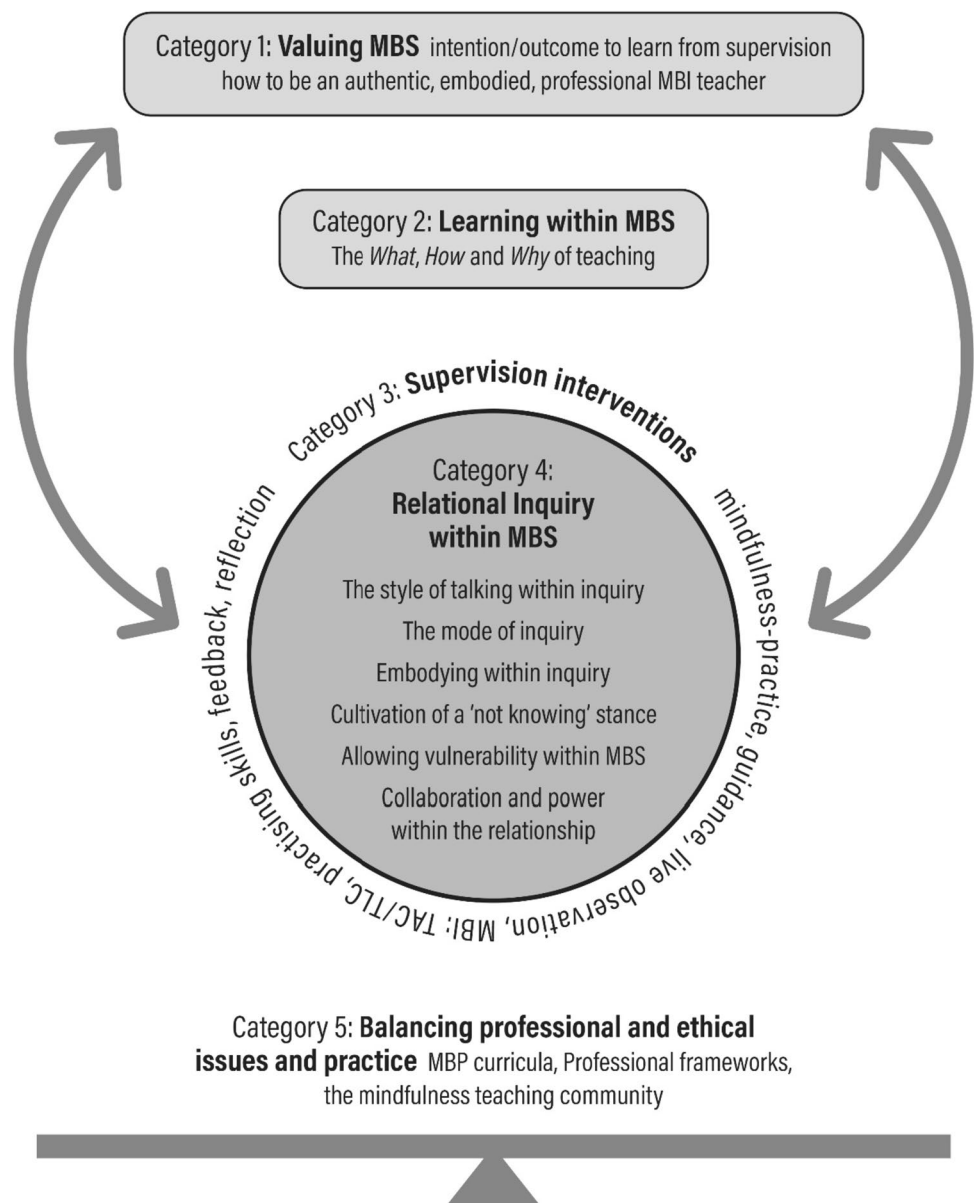 Category 1: Valuing MBS intention/outcome to learn from supervision
how to be an authentic, embodied, professional MBI teacher
Category 2: Learning within MBS
The What, How and Why of teaching
Category 3: Supervision interventions
mindfulness-practice, guidance, live observation, MBI: TAC/TLC, practising skills, feedback, reflection
Category 4:
Relational Inquiry
within MBS
The style of talking within inquiry
The mode of inquiry
Embodying within inquiry
Cultivation of a ‘not knowing’ stance
Allowing vulnerability within MBS
Collaboration and power
within the relationship
Category 5: Balancing professional and ethical
issues and practice MBP curricula, Professional frameworks,
the mindfulness teaching community